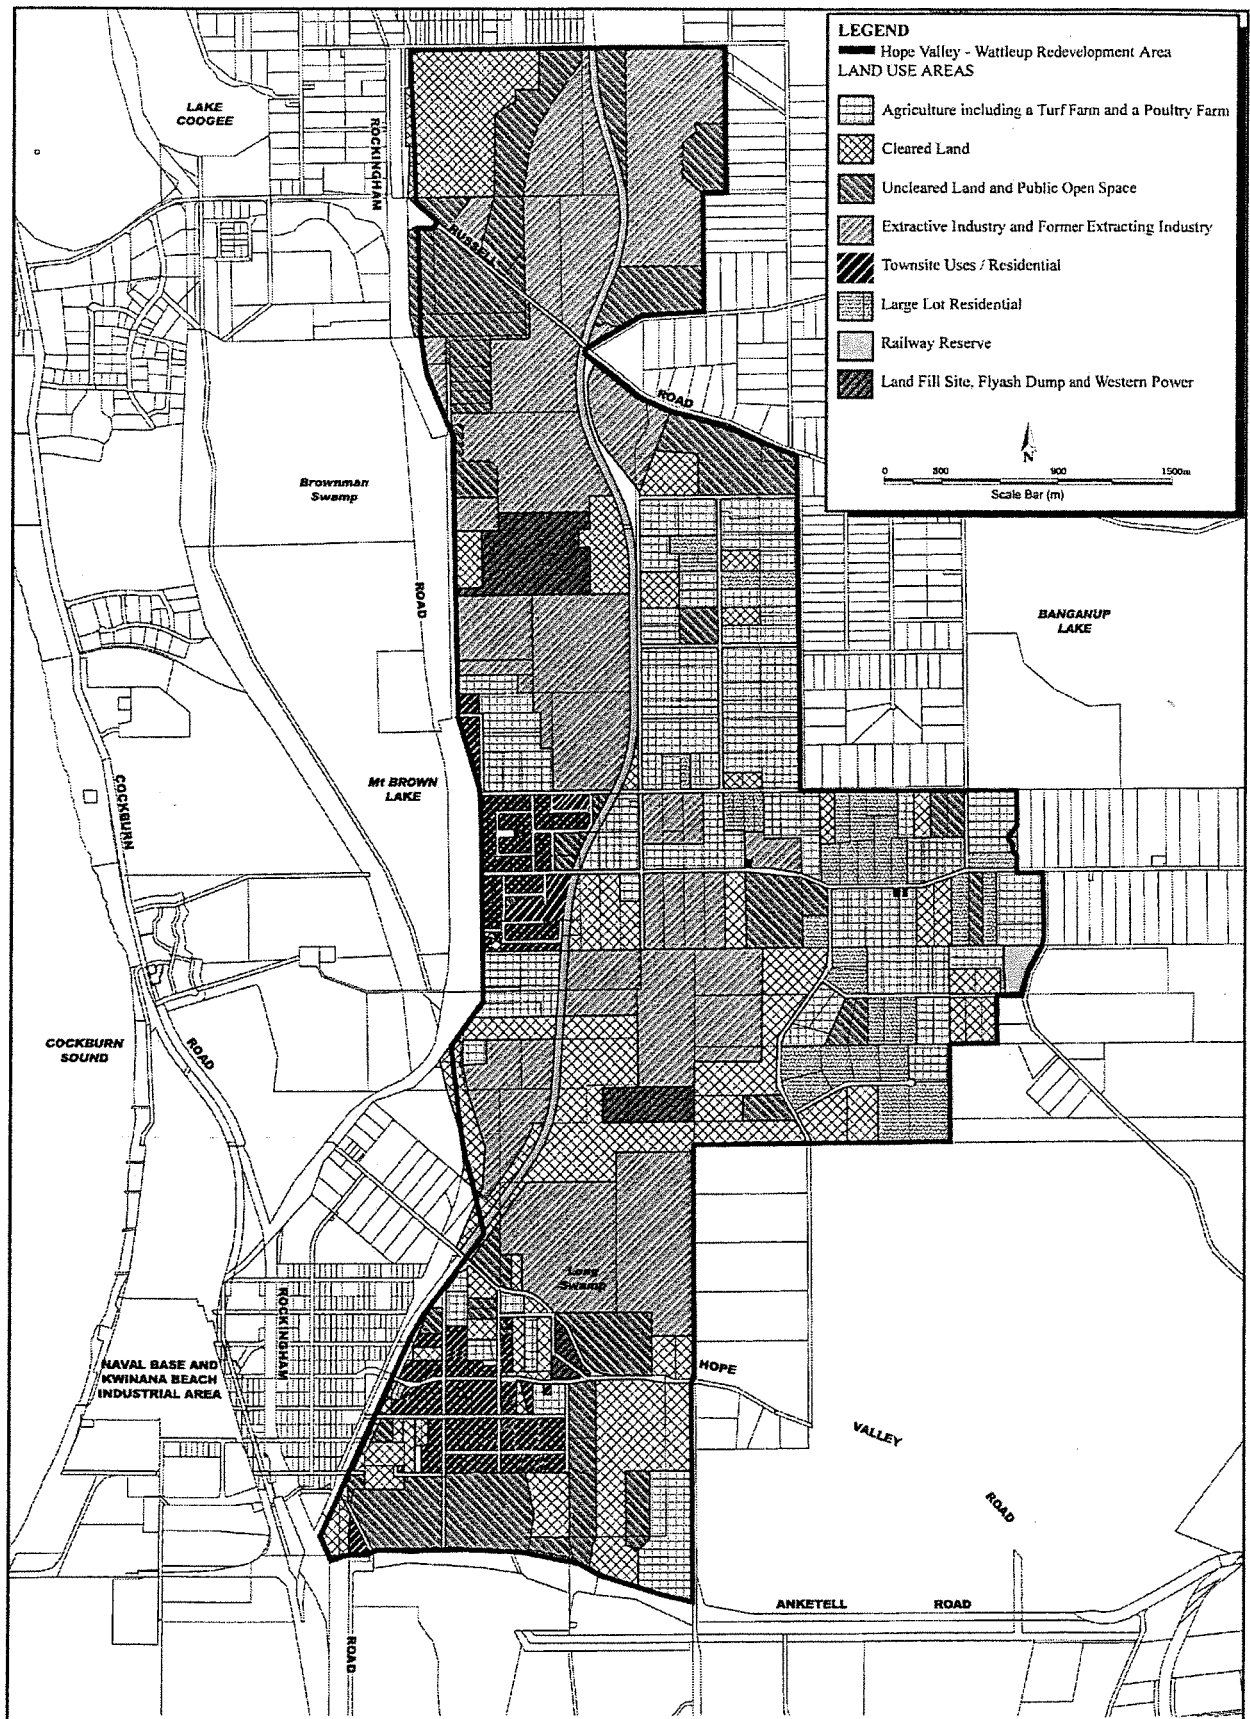 LEGEND
Hope Valley - Wattleup Redevelopment Area
LAND USE AREAS
Agriculture including a Turf Farm and a Poultry Farm
Cleared Land
Uncleared Land and Public Open Space
Extractive Industry and Former Extracting Industry
Townsite Uses / Residential
Large Lot Residential
Railway Reserve
Land Fill Site, Flyash Dump and Western Power
N
0 300 900 1500m
Scale Bar (m)
LAKE
COOGEE
ROCKINGHAM
RUSSELL
ROAD
Brownman
Swamp
ROAD
BANGANUP
LAKE
Mt BROWN
LAKE
COCKBURN
COCKBURN
SOUND
ROAD
Long
Swamp
ROCKINGHAM
NAVAL BASE AND
KWINANA BEACH
INDUSTRIAL AREA
HOPE
VALLEY
ROAD
ANKETELL ROAD
ROAD